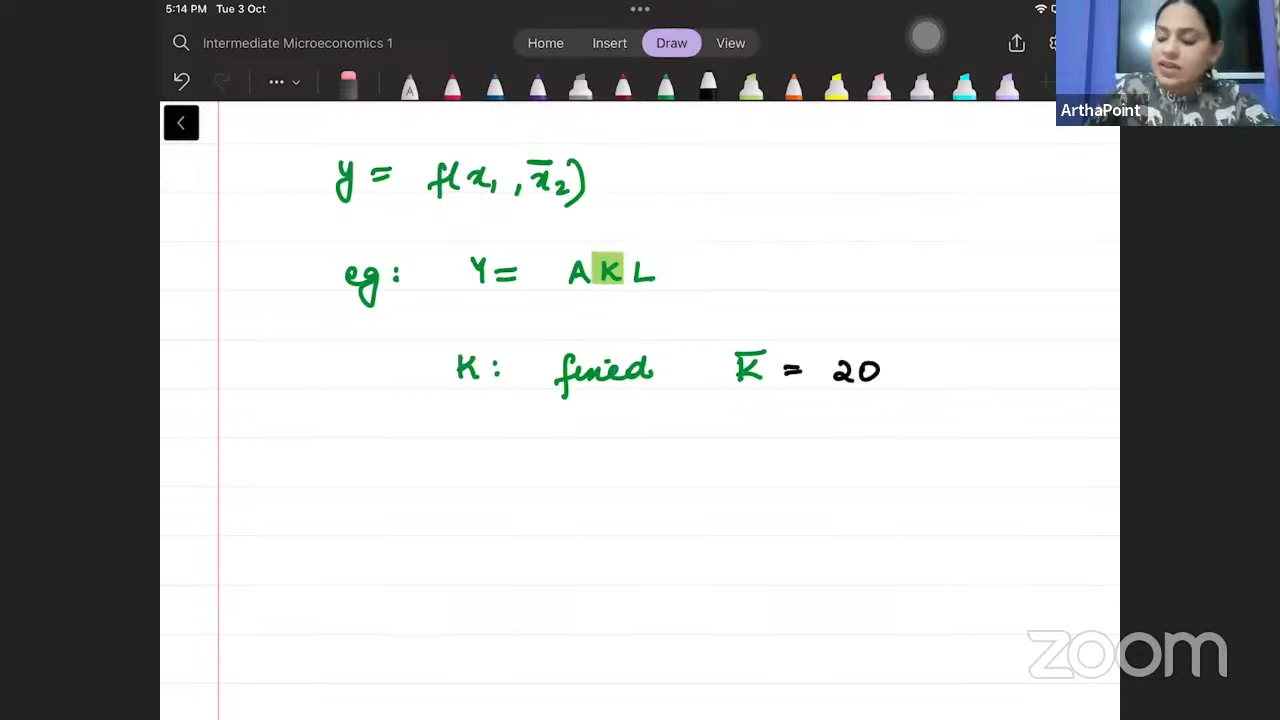 5:14 PM Tue 3 Oct
Intermediate Microeconomics 1
Home Insert Draw View
A
ArthaPoint
y = f(x₁, x̄₂)
eg: Y = AKL
K: fixed K̄ = 20
zoom